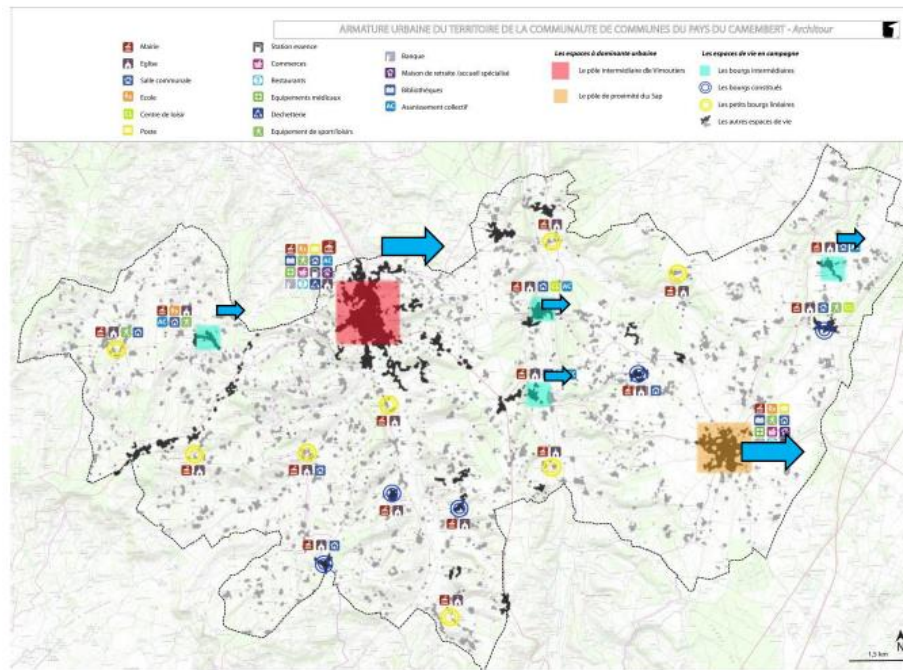 ARMATURE URBAINE DU TERRITOIRE DE LA COMMUNAUTE DE COMMUNES DU PAYS DU CAMEMBERT - Architour
Mairie
Eglise
Salle communale
Ecole
Centre de loisir
Poste
Station essence
Commerces
Restaurants
Equipements médicaux
Dechetterie
Equipement de sport/loisirs
Banque
Maison de retraite /accueil spécialisé
Bibliothèques
AC Assainissement collectif
Les espaces à dominante urbaine
Le pôle intermédiaire de Vimoutiers
Le pôle de proximité du Sap
Les espaces de vie en campagne
Les bourgs intermédiaires
Les bourgs constitués
Les petits bourgs linéaires
Les autres espaces de vie
AC
AC
AC
N
1,5 km